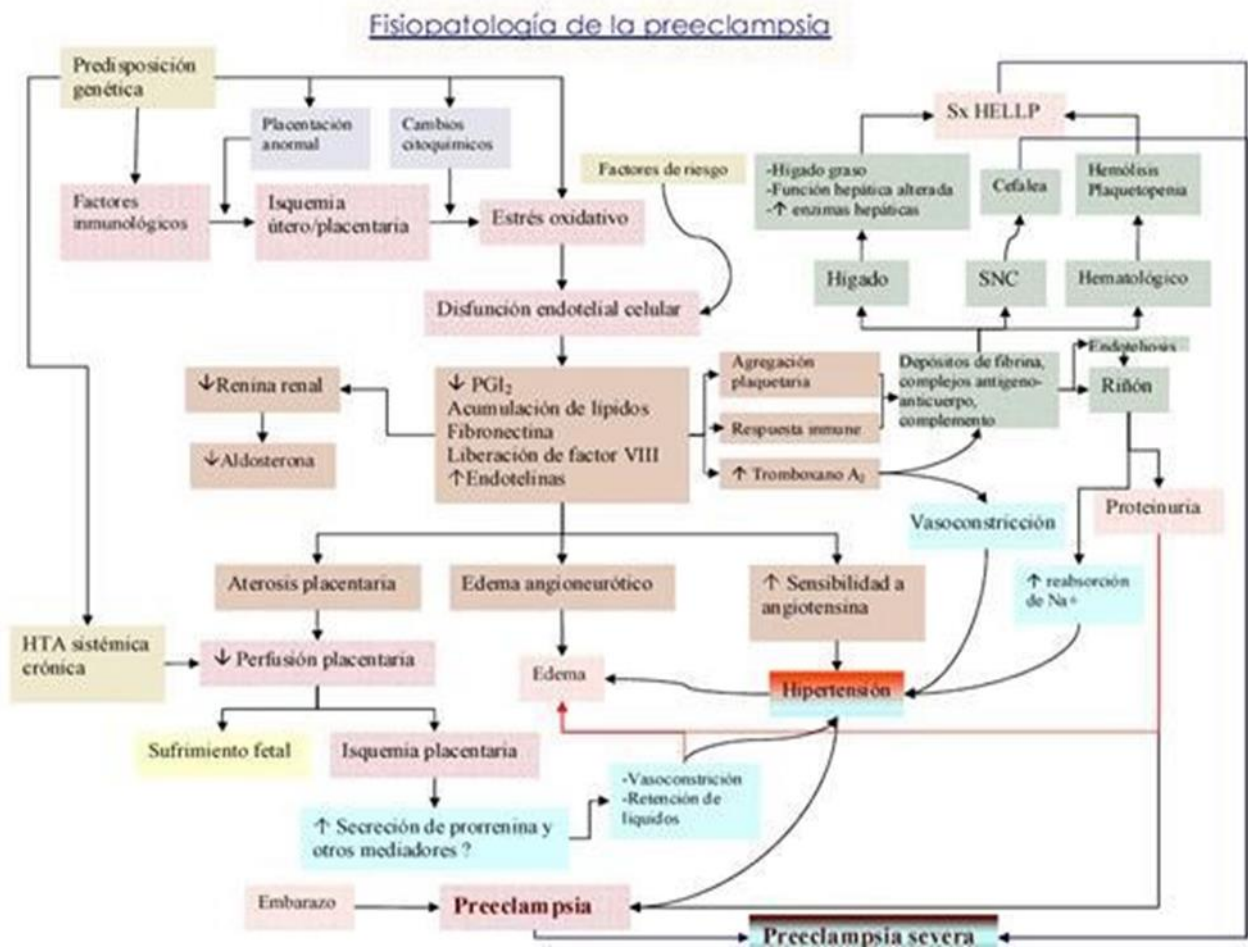 Fisiopatología de la preeclampsia
Predisposición
genética
Placentación
anormal
Cambios
citoquímicos
Factores
inmunológicos
Isquemia
útero/placentaria
Estrés oxidativo
Factores de riesgo
Disfunción endotelial celular
Sx HELLP
-Hígado graso
-Función hepática alterada
-↑ enzimas hepáticas
Cefalea
Hemólisis
Plaquetopenia
Hígado
SNC
Hematológico
↓Renina renal
↓Aldosterona
↓ PGI₂
Acumulación de lípidos
Fibronectina
Liberación de factor VIII
↑Endotelinas
Agregación
plaquetaria
Respuesta inmune
↑ Tromboxano A₂
Depósitos de fibrina,
complejos antígeno-
anticuerpo,
complemento
Endoteliosis
Riñón
Vasoconstricción
Proteinuria
↑ reabsorción
de Na+
Aterosis placentaria
Edema angioneurótico
↑ Sensibilidad a
angiotensina
HTA sistémica
crónica
↓ Perfusión placentaria
Edema
Hipertensión
Sufrimiento fetal
Isquemia placentaria
-Vasoconstrición
-Retención de
líquidos
↑ Secreción de prorrenina y
otros mediadores ?
Embarazo
Preeclampsia
Preeclampsia severa